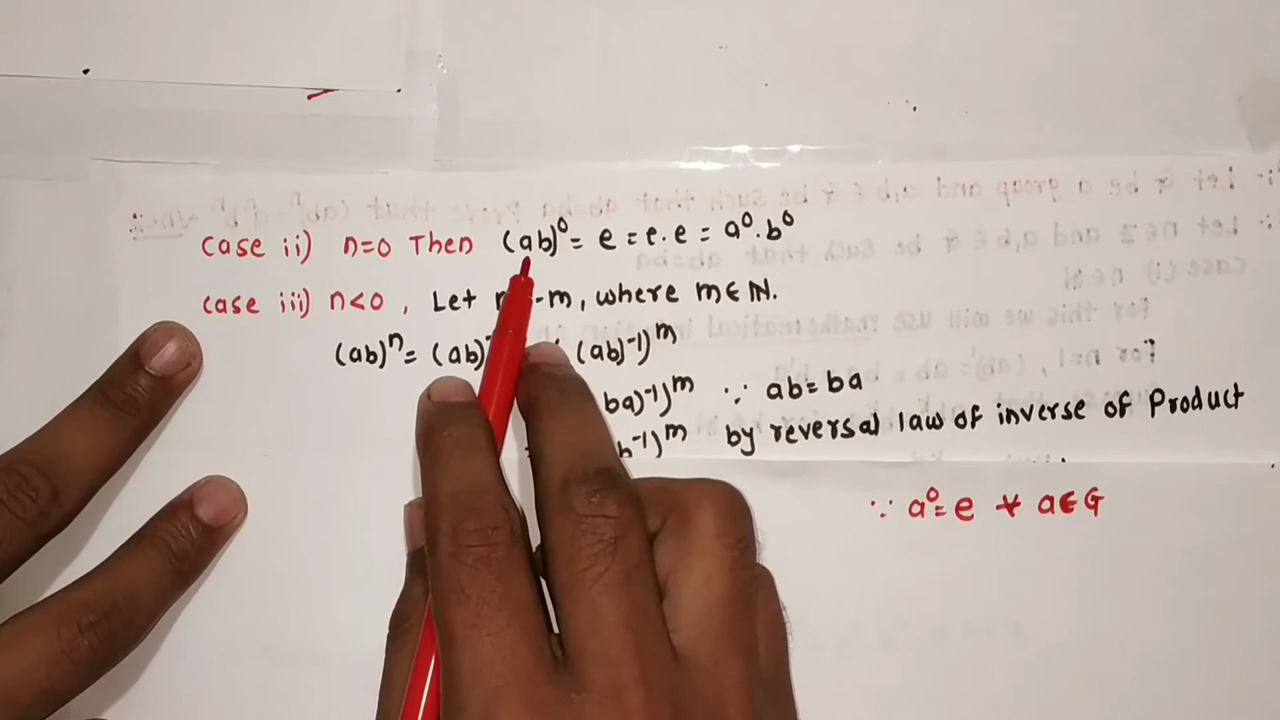 Case ii) n=0 Then (ab)⁰ = e = e.e = a⁰.b⁰
Case iii) n<0, Let -m, where m∈N.
(ab)ⁿ = (ab) (ab)⁻¹)ᵐ
ba)⁻¹)ᵐ ∵ ab=ba
b⁻¹)ᵐ by reversal law of inverse of Product
∵ a⁰=e ∀ a∈G